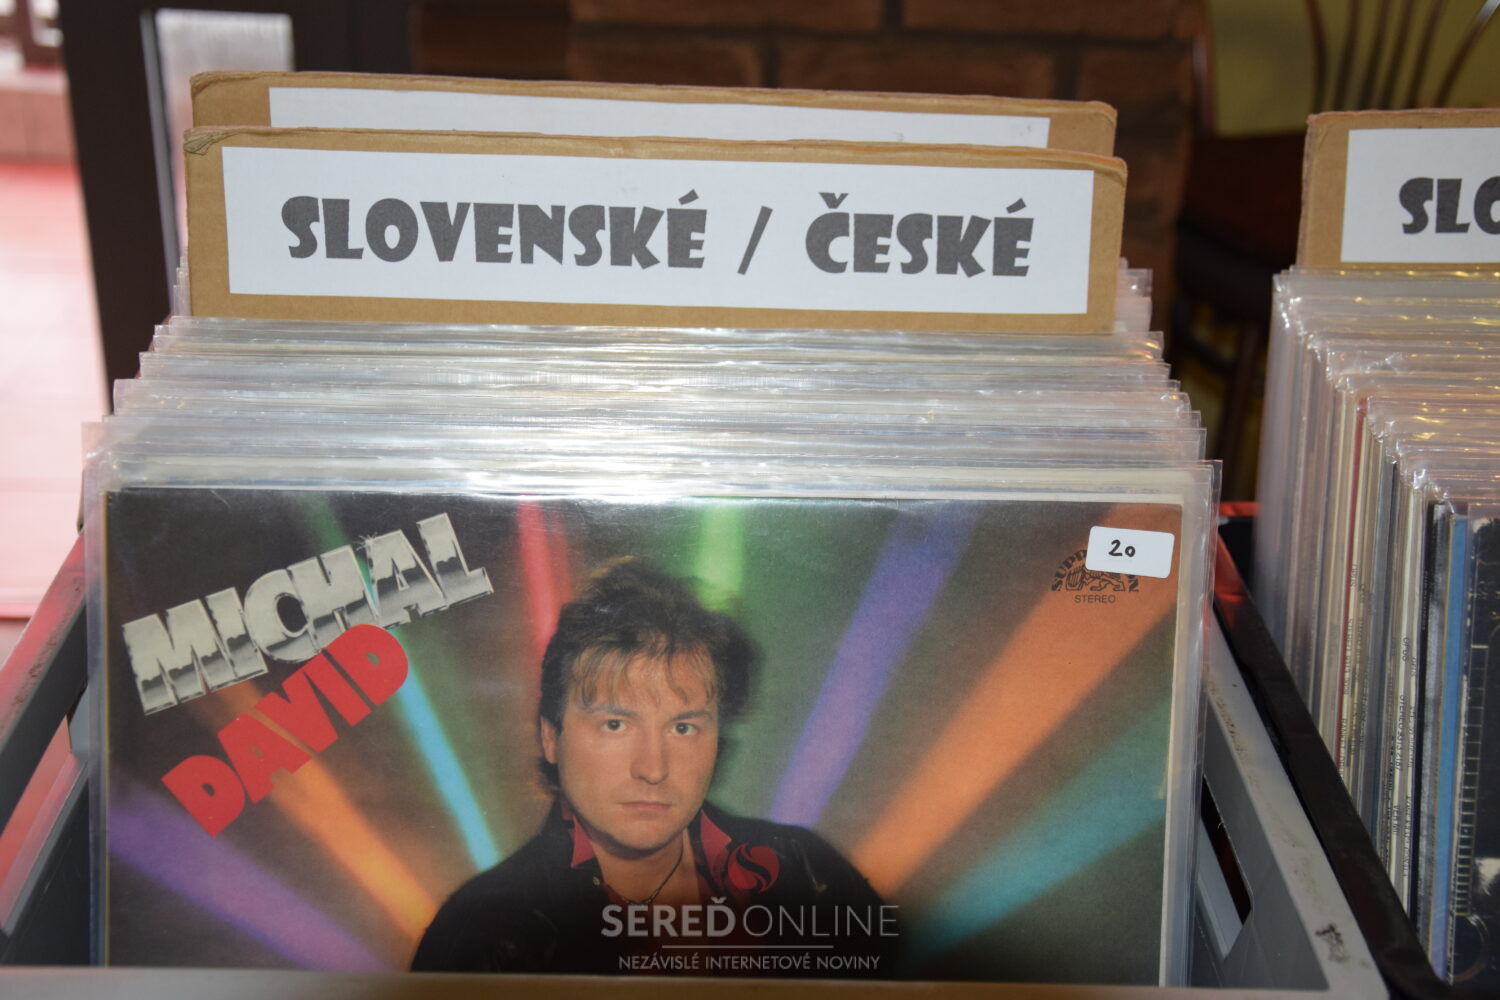 SLOVENSKÉ / ČESKÉ
SLO
MICHAL
DAVID
20
STEREO
SEREĎONLINE
NEZÁVISLÉ INTERNETOVÉ NOVINY